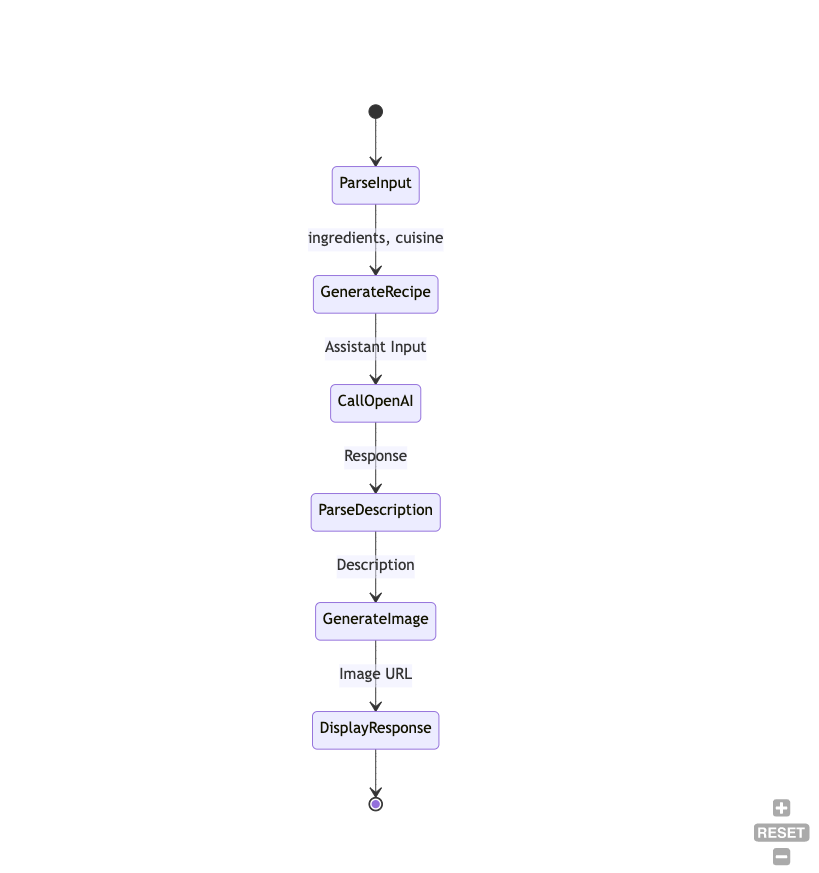 ParseInput
ingredients, cuisine
GenerateRecipe
Assistant Input
CallOpenAI
Response
ParseDescription
Description
GenerateImage
Image URL
DisplayResponse
RESET